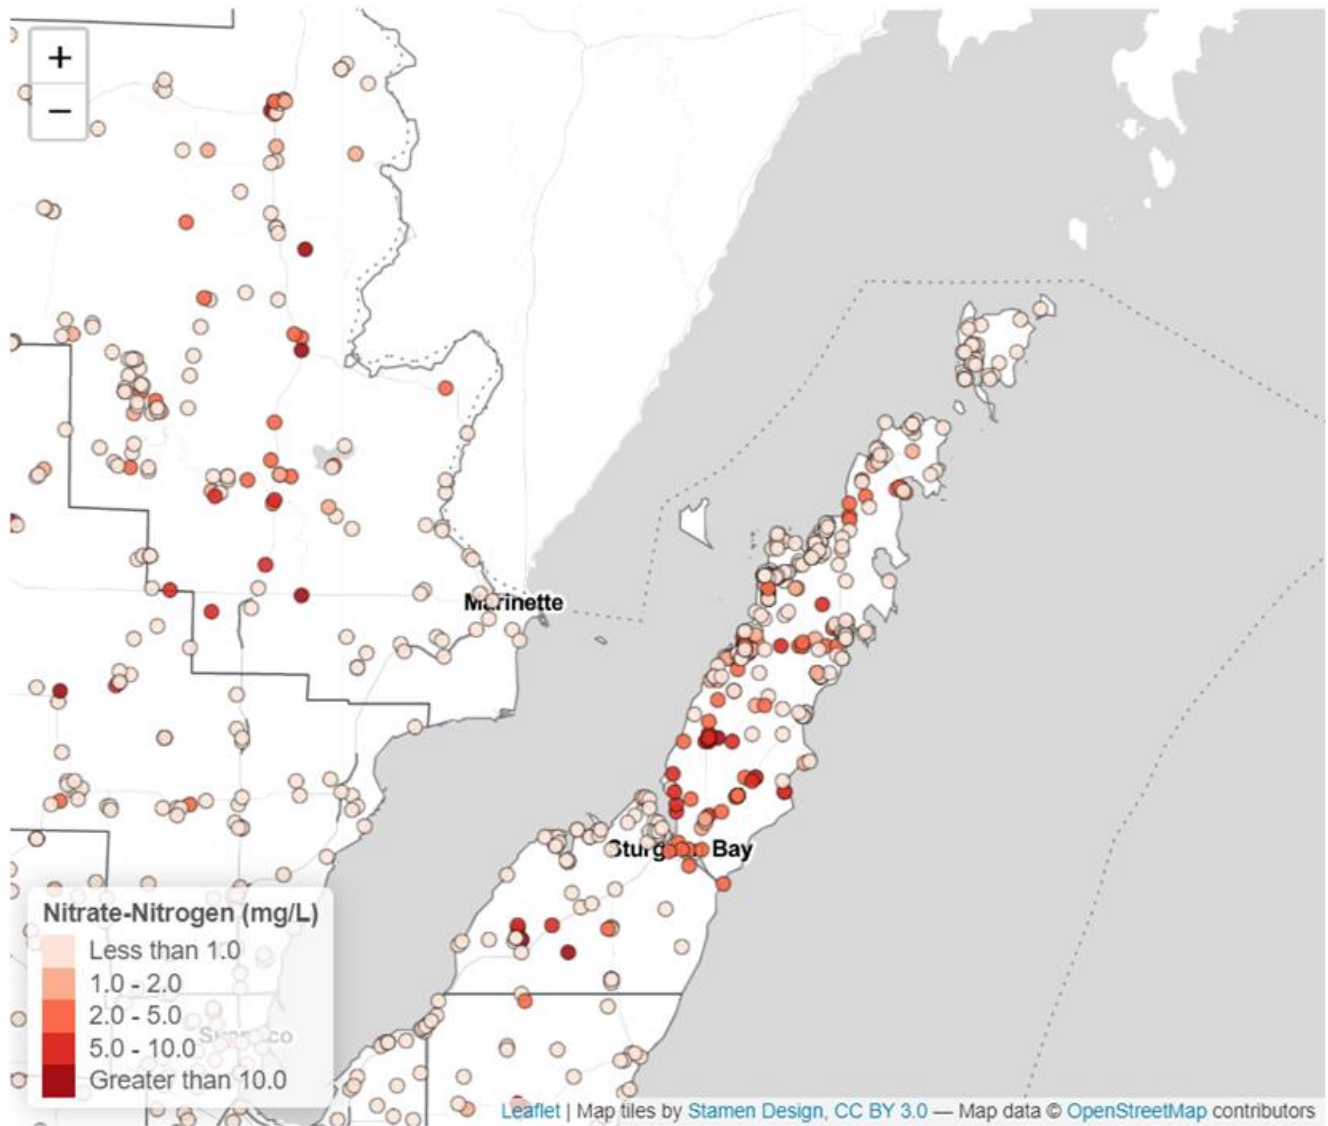 +
−
Marinette
Bay
Nitrate-Nitrogen (mg/L)
Less than 1.0
1.0 - 2.0
2.0 - 5.0
5.0 - 10.0
Greater than 10.0
Leaflet | Map tiles by Stamen Design, CC BY 3.0 — Map data © OpenStreetMap contributors